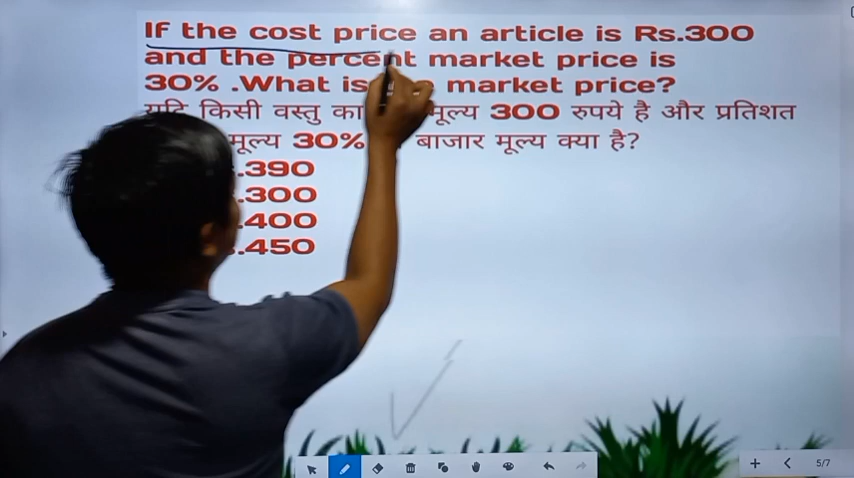 If the cost price an article is Rs.300
and the percent market price is
30% .What is market price?
यदि किसी वस्तु का मूल्य 300 रुपये है और प्रतिशत
मूल्य 30% बाजार मूल्य क्या है?
.390
.300
.400
.450
5/7